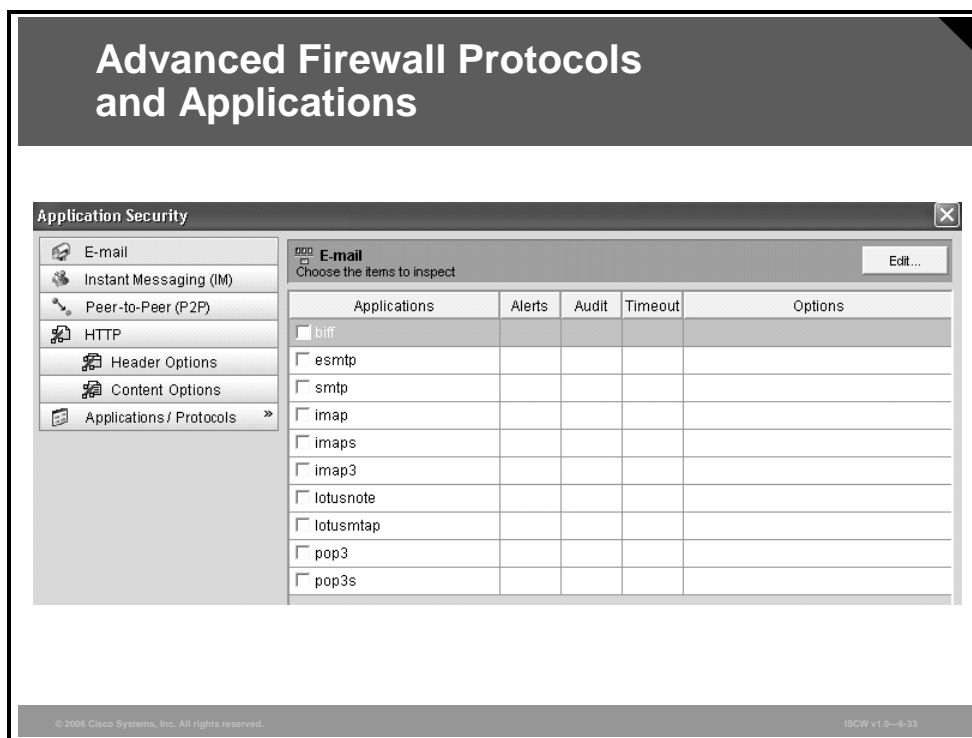 Advanced Firewall Protocols
and Applications
Application Security
E-mail
Instant Messaging (IM)
Peer-to-Peer (P2P)
HTTP
Header Options
Content Options
Applications / Protocols »
E-mail
Choose the items to inspect
Edit...
Applications Alerts Audit Timeout Options
biff
esmtp
smtp
imap
imaps
imap3
lotusnote
lotusmtap
pop3
pop3s
© 2006 Cisco Systems, Inc. All rights reserved. ISCW v1.0—6-33